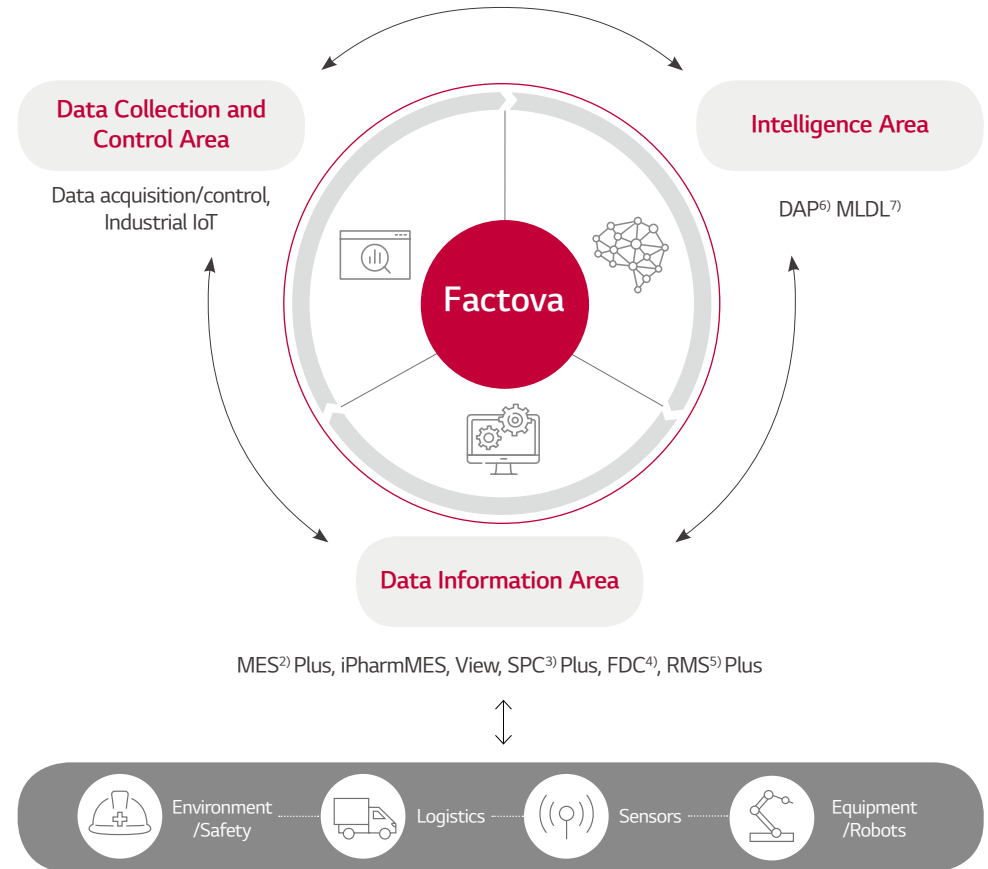 Data Collection and
Control Area
Data acquisition/control,
Industrial IoT
Intelligence Area
DAP⁶⁾ MLDL⁷⁾
Factova
Data Information Area
MES²⁾ Plus, iPharmMES, View, SPC³⁾ Plus, FDC⁴⁾, RMS⁵⁾ Plus
Environment
/Safety
Logistics
Sensors
Equipment
/Robots